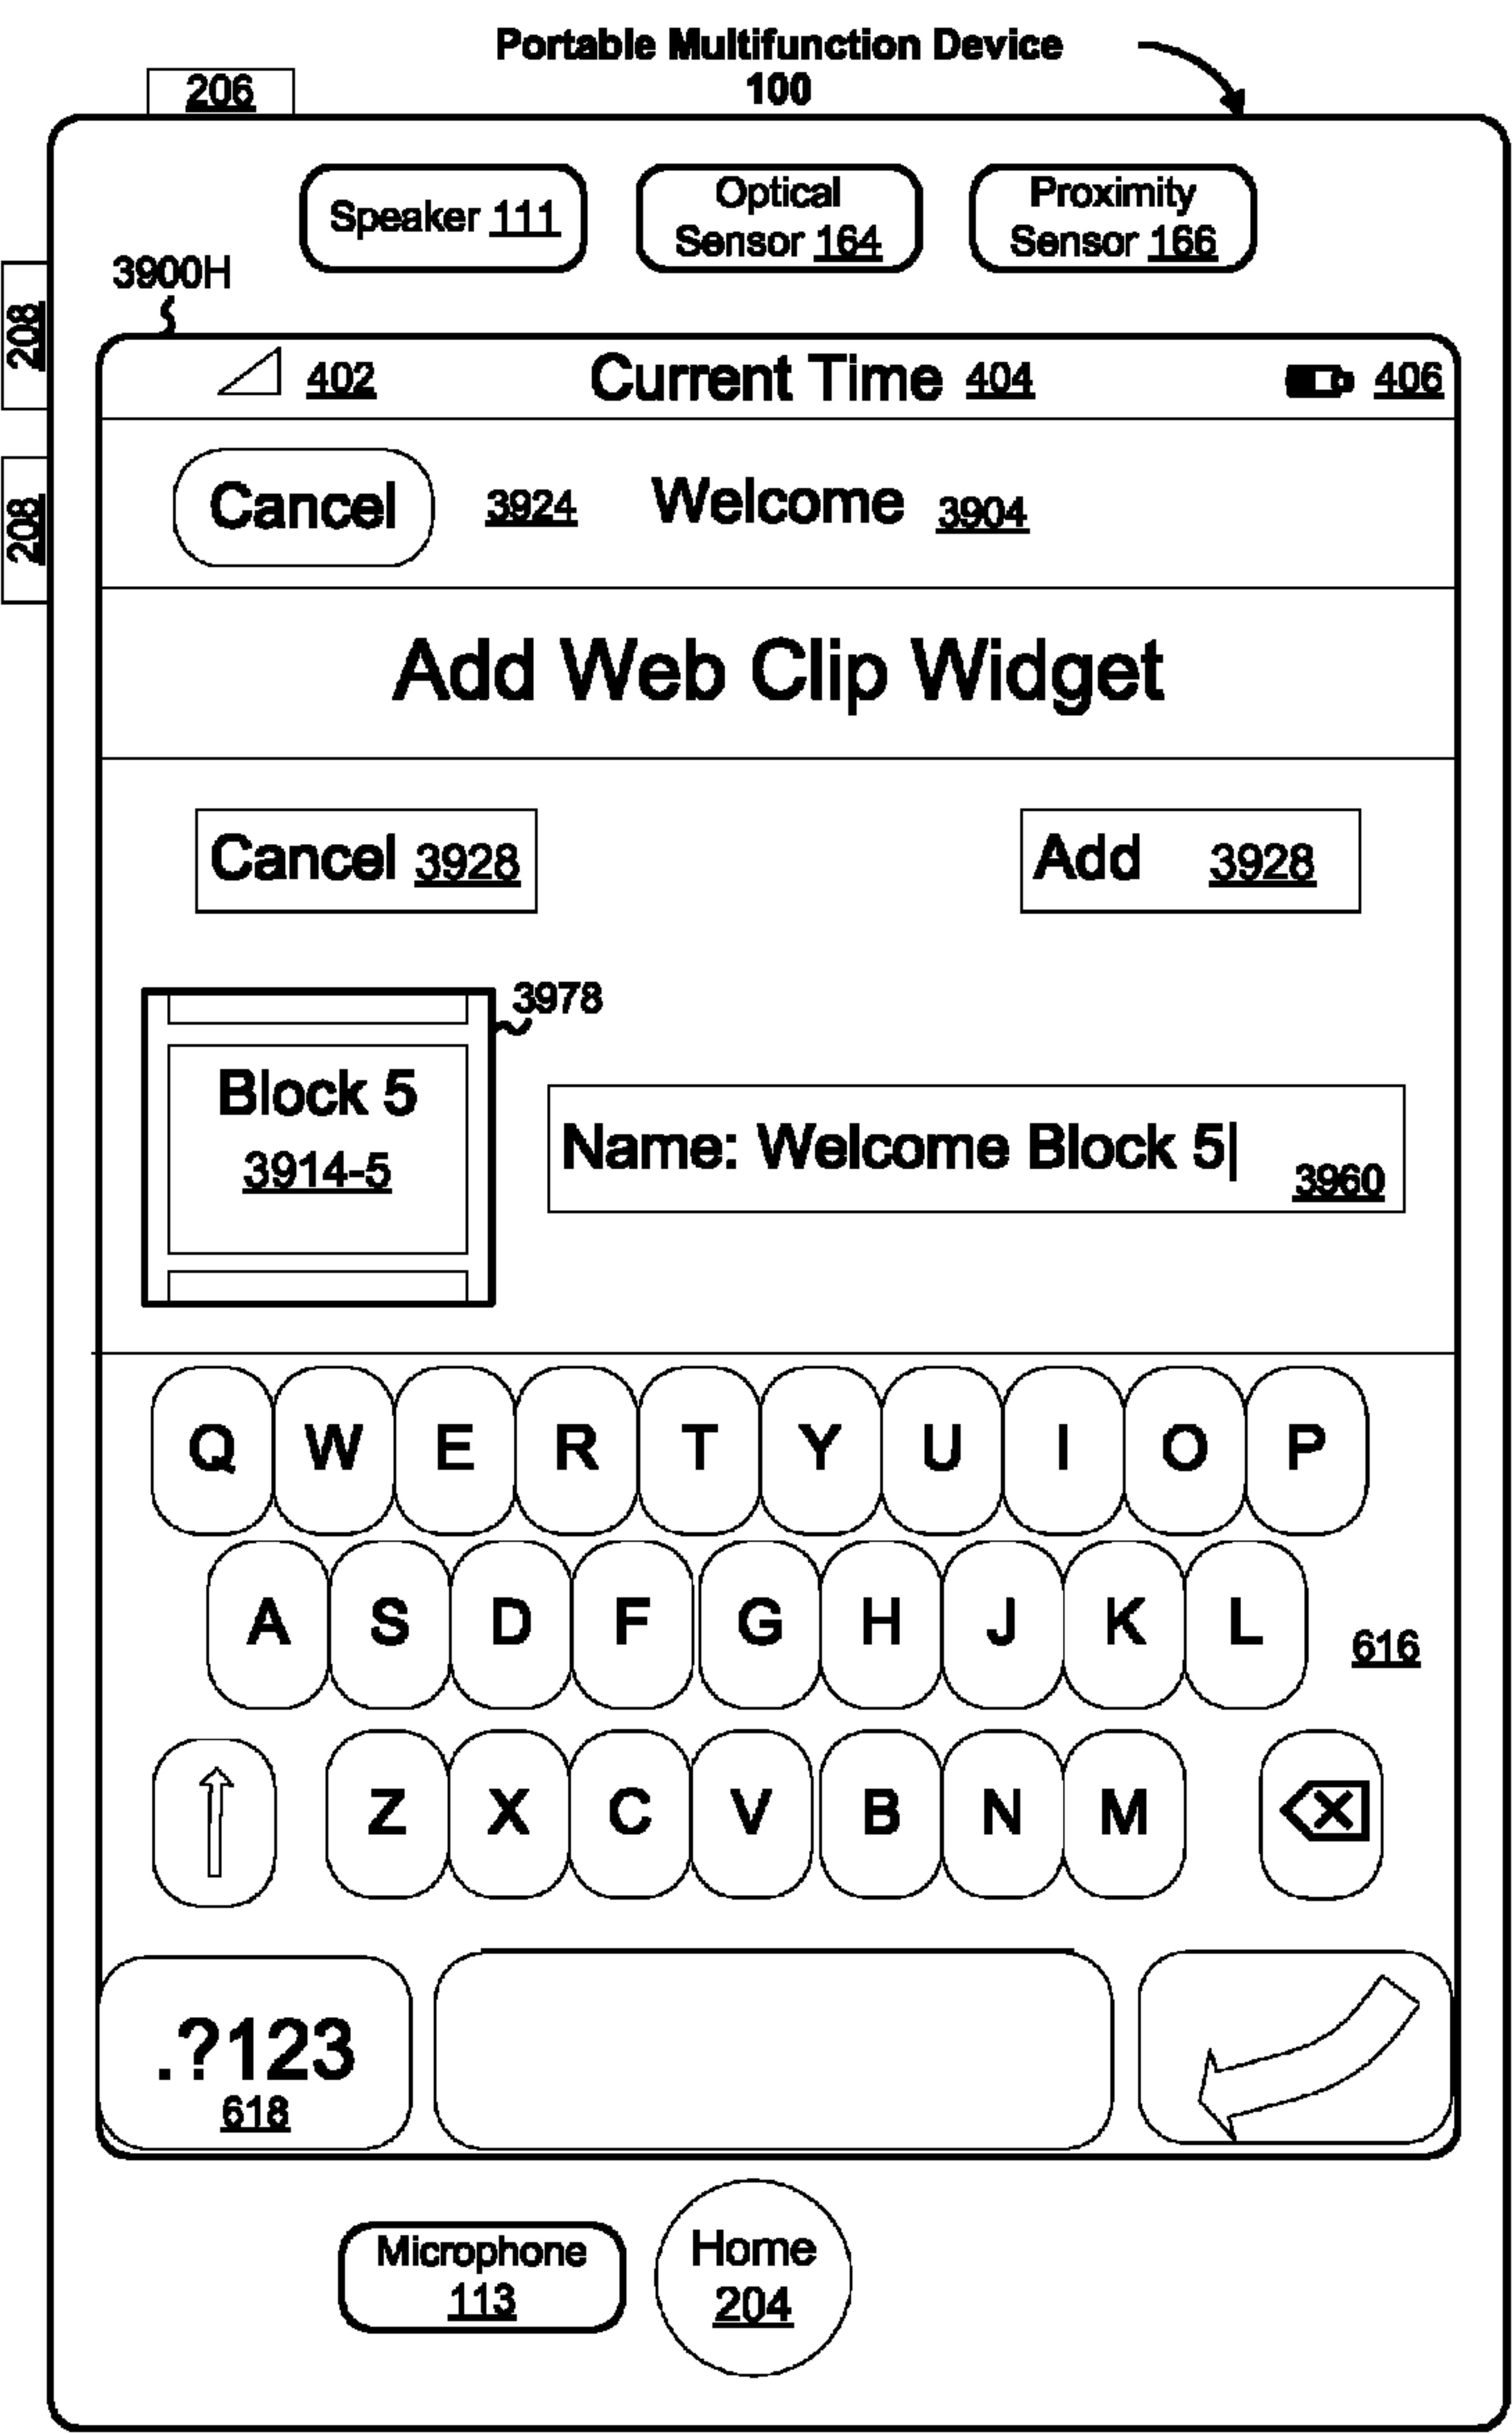 Portable Multifunction Device
100
206
Speaker 111
Optical
Sensor 164
Proximity
Sensor 166
3900H
208
208
402
Current Time 404
406
Cancel
3924
Welcome 3904
Add Web Clip Widget
Cancel 3928
Add 3928
3978
Block 5
3914-5
Name: Welcome Block 5|
3960
Q W E R T Y U I O P
A S D F G H J K L
616
Z X C V B N M
.?123
618
Microphone
113
Home
204